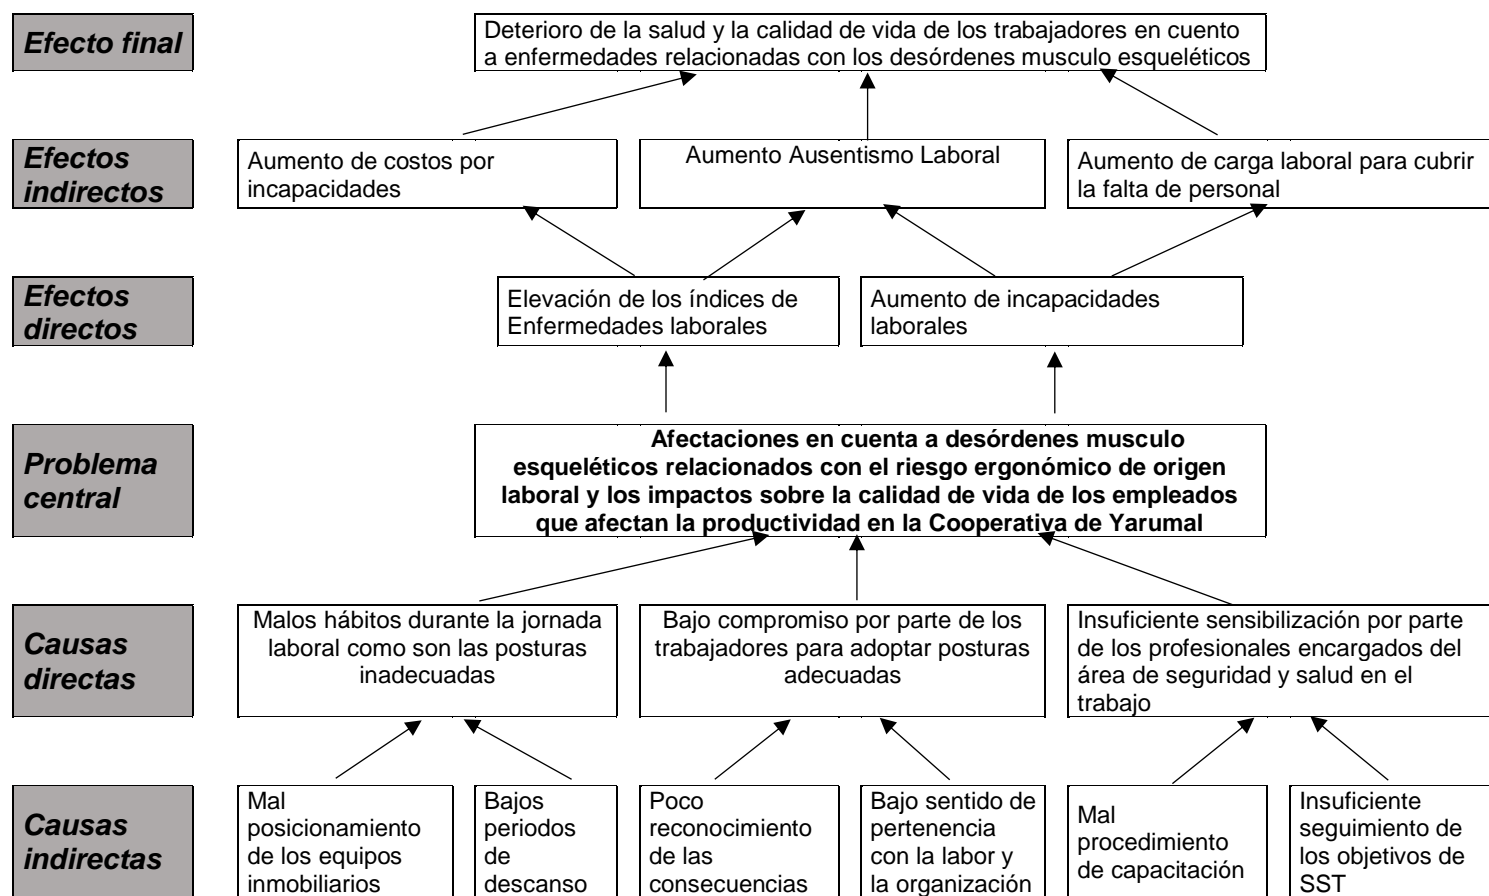 Efecto final
Deterioro de la salud y la calidad de vida de los trabajadores en cuento
a enfermedades relacionadas con los desórdenes musculo esqueléticos
Efectos
indirectos
Aumento de costos por
incapacidades
Aumento Ausentismo Laboral
Aumento de carga laboral para cubrir
la falta de personal
Efectos
directos
Elevación de los índices de
Enfermedades laborales
Aumento de incapacidades
laborales
Problema
central
Afectaciones en cuenta a desórdenes musculo
esqueléticos relacionados con el riesgo ergonómico de origen
laboral y los impactos sobre la calidad de vida de los empleados
que afectan la productividad en la Cooperativa de Yarumal
Causas
directas
Malos hábitos durante la jornada
laboral como son las posturas
inadecuadas
Bajo compromiso por parte de los
trabajadores para adoptar posturas
adecuadas
Insuficiente sensibilización por parte
de los profesionales encargados del
área de seguridad y salud en el
trabajo
Causas
indirectas
Mal
posicionamiento
de los equipos
inmobiliarios
Bajos
periodos
de
descanso
Poco
reconocimiento
de las
consecuencias
Bajo sentido de
pertenencia
con la labor y
la organización
Mal
procedimiento
de capacitación
Insuficiente
seguimiento de
los objetivos de
SST